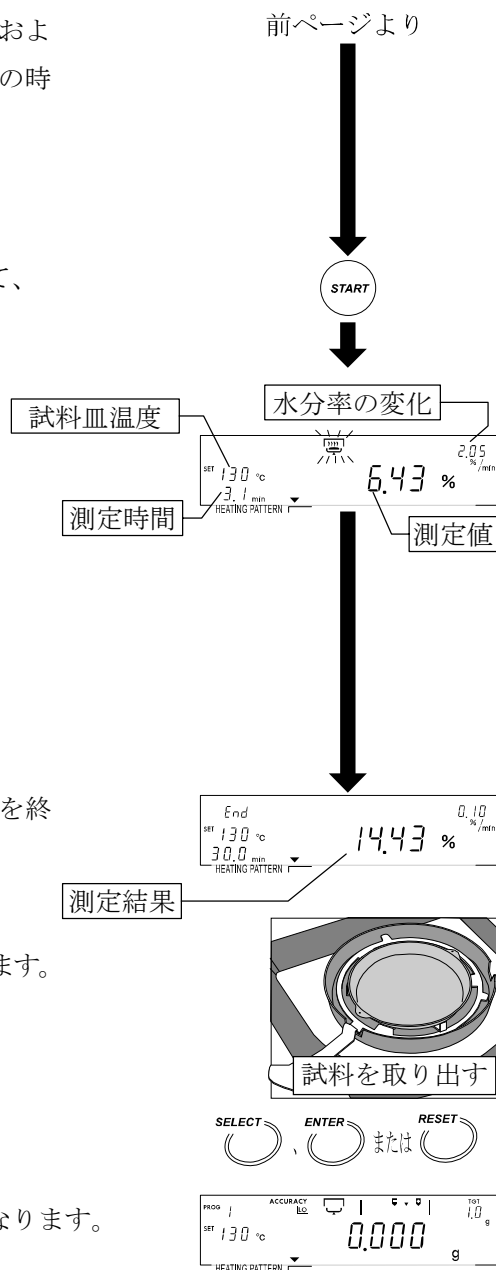 およ
前ページより
の時
て、
START
試料皿温度
水分率の変化
2.05 %/min
SET 130 ℃
6.43 %
3.1 min
HEATING PATTERN
測定時間
測定値
を終
End
0.10 %/min
SET 130 ℃
14.43 %
30.0 min
HEATING PATTERN
測定結果
ます。
試料を取り出す
SELECT 、 ENTER または RESET
なります。
PROG 1 ACCURACY LO TGT 1.0 g
SET 130 ℃
0.000 g
HEATING PATTERN